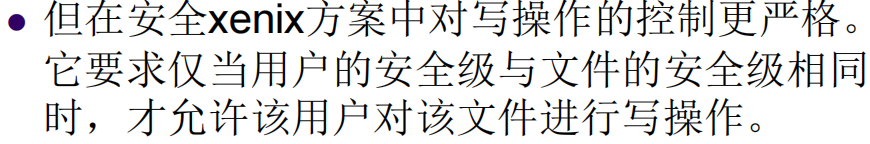 ● 但在安全xenix方案中对写操作的控制更严格。
它要求仅当用户的安全级与文件的安全级相同
时，才允许该用户对该文件进行写操作。